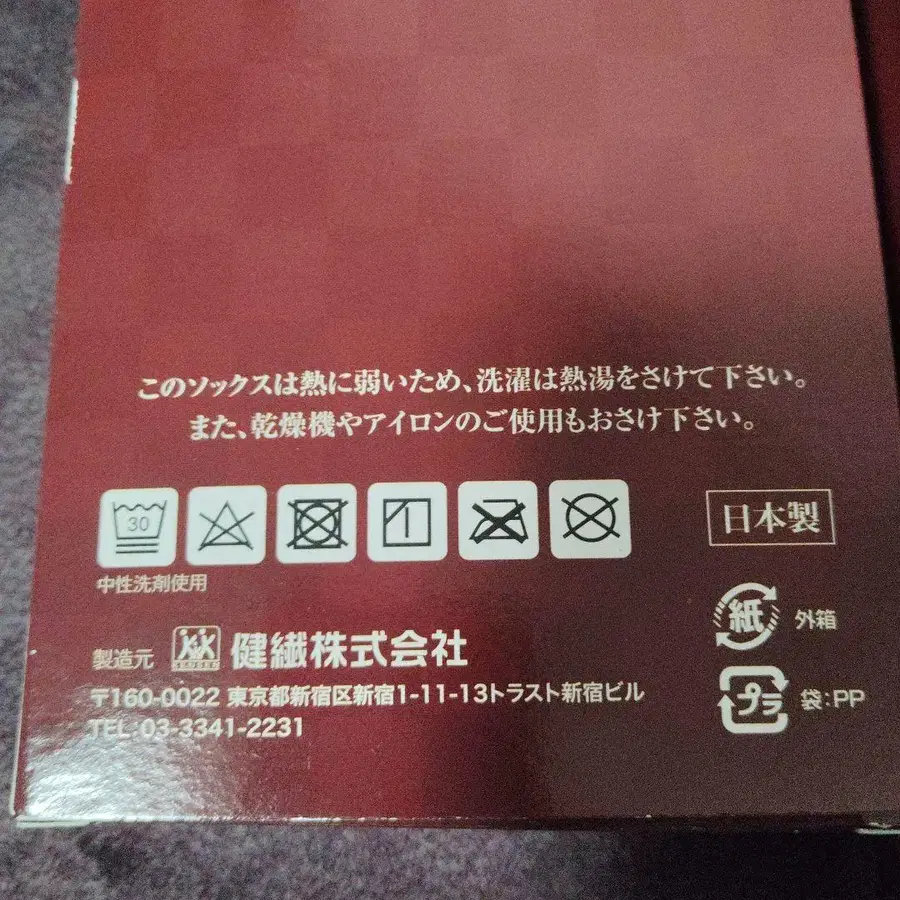 このソックスは熱に弱いため、洗濯は熱湯をさけて下さい。
また、乾燥機やアイロンのご使用もおさけ下さい。
30
中性洗剤使用
日本製
紙 外箱
プラ 袋:PP
製造元 KENSEN 健繊株式会社
〒160-0022 東京都新宿区新宿1-11-13トラスト新宿ビル
TEL:03-3341-2231